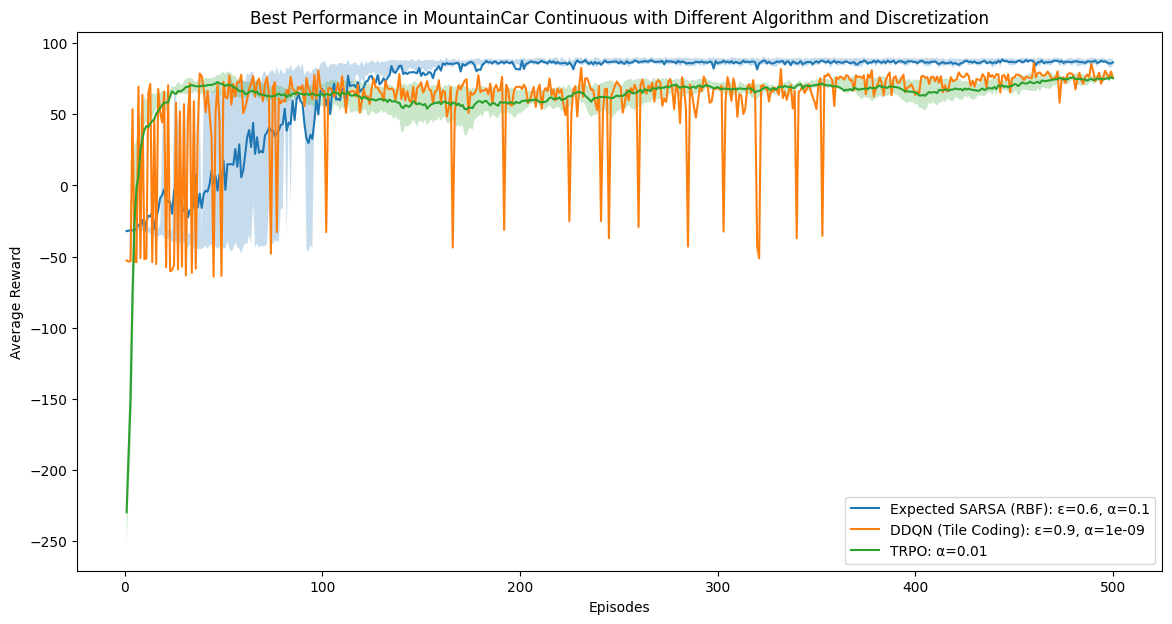 Best Performance in MountainCar Continuous with Different Algorithm and Discretization
Average Reward
100
50
0
−50
−100
−150
−200
−250
0
100
200
300
400
500
Episodes
Expected SARSA (RBF): ε=0.6, α=0.1
DDQN (Tile Coding): ε=0.9, α=1e-09
TRPO: α=0.01